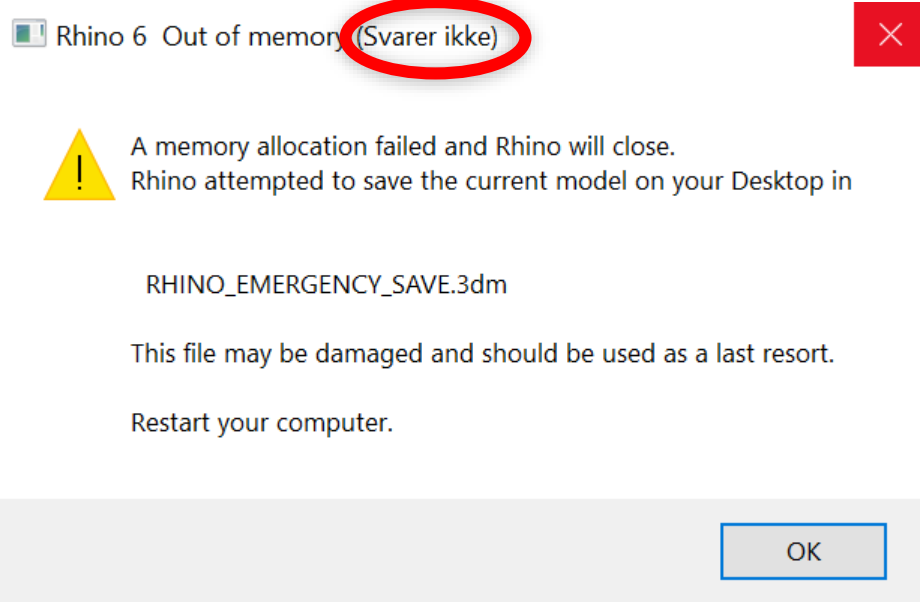 Rhino 6 Out of memory (Svarer ikke)
A memory allocation failed and Rhino will close.
Rhino attempted to save the current model on your Desktop in
RHINO_EMERGENCY_SAVE.3dm
This file may be damaged and should be used as a last resort.
Restart your computer.
OK